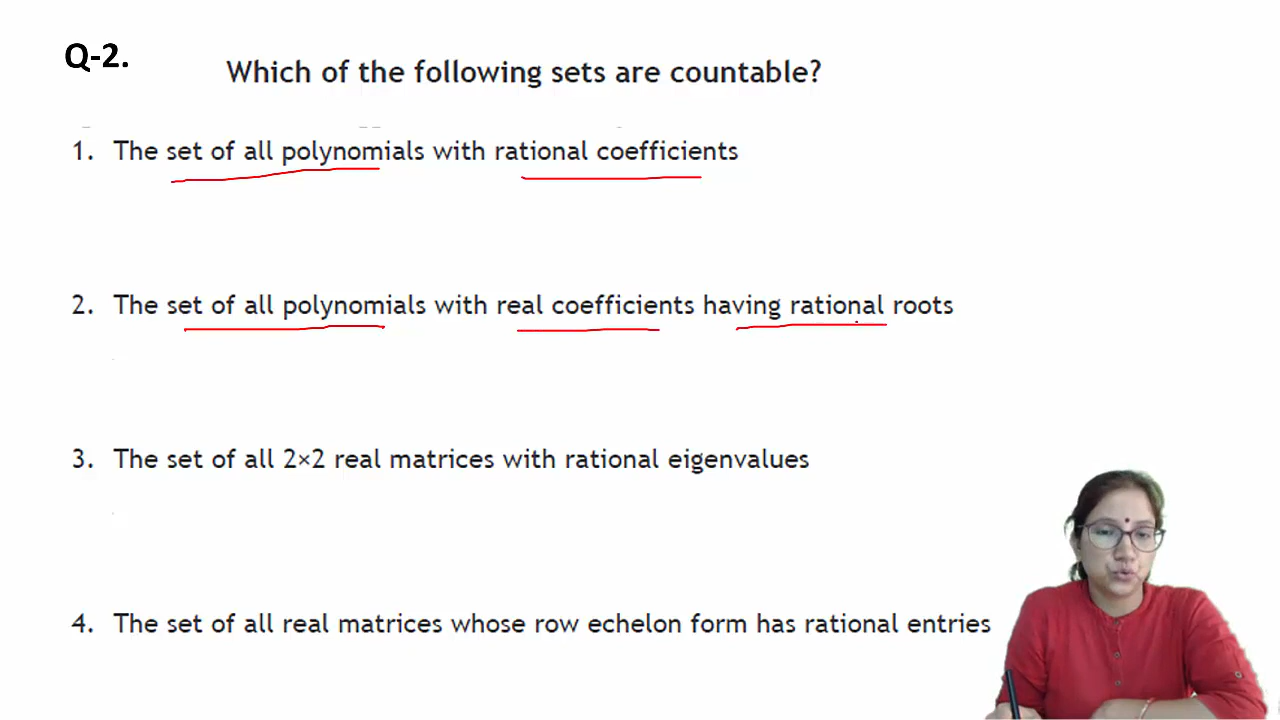 Q-2.
Which of the following sets are countable?
1. The set of all polynomials with rational coefficients
2. The set of all polynomials with real coefficients having rational roots
3. The set of all 2×2 real matrices with rational eigenvalues
4. The set of all real matrices whose row echelon form has rational entries